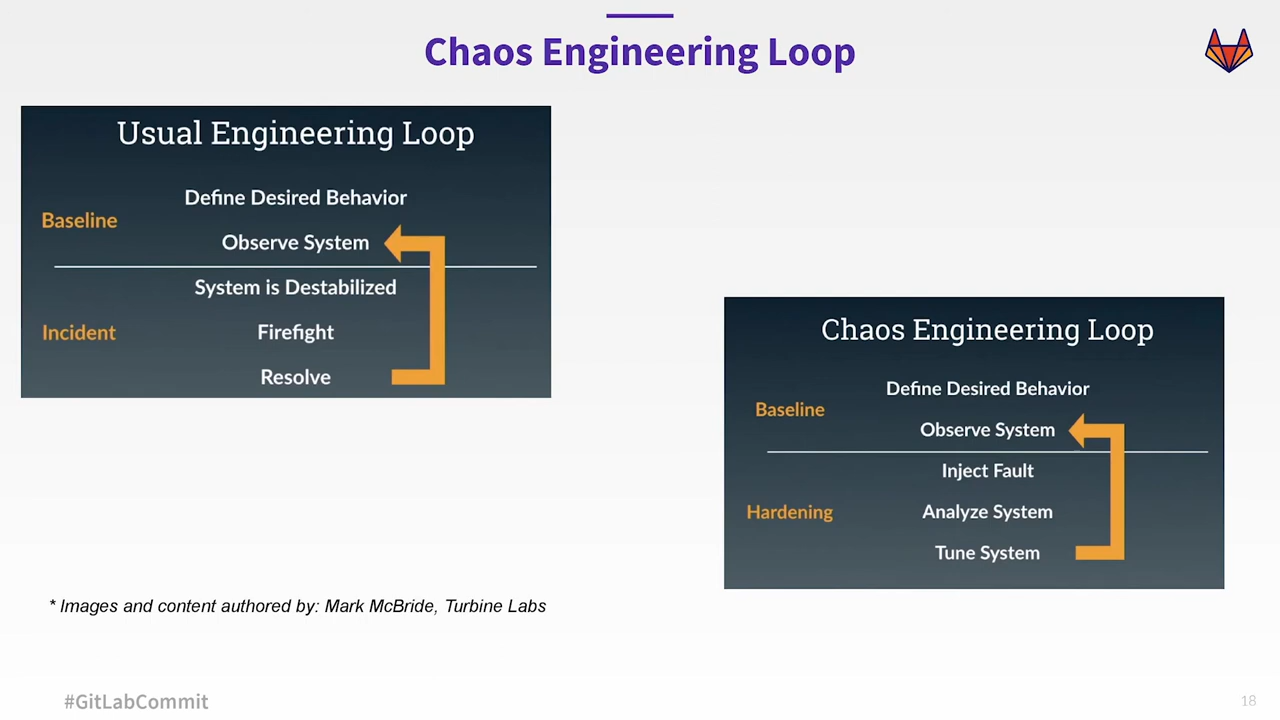 Chaos Engineering Loop
Usual Engineering Loop
Define Desired Behavior
Baseline
Observe System
System is Destabilized
Incident
Firefight
Resolve
Chaos Engineering Loop
Define Desired Behavior
Baseline
Observe System
Inject Fault
Hardening
Analyze System
Tune System
* Images and content authored by: Mark McBride, Turbine Labs
#GitLabCommit
18